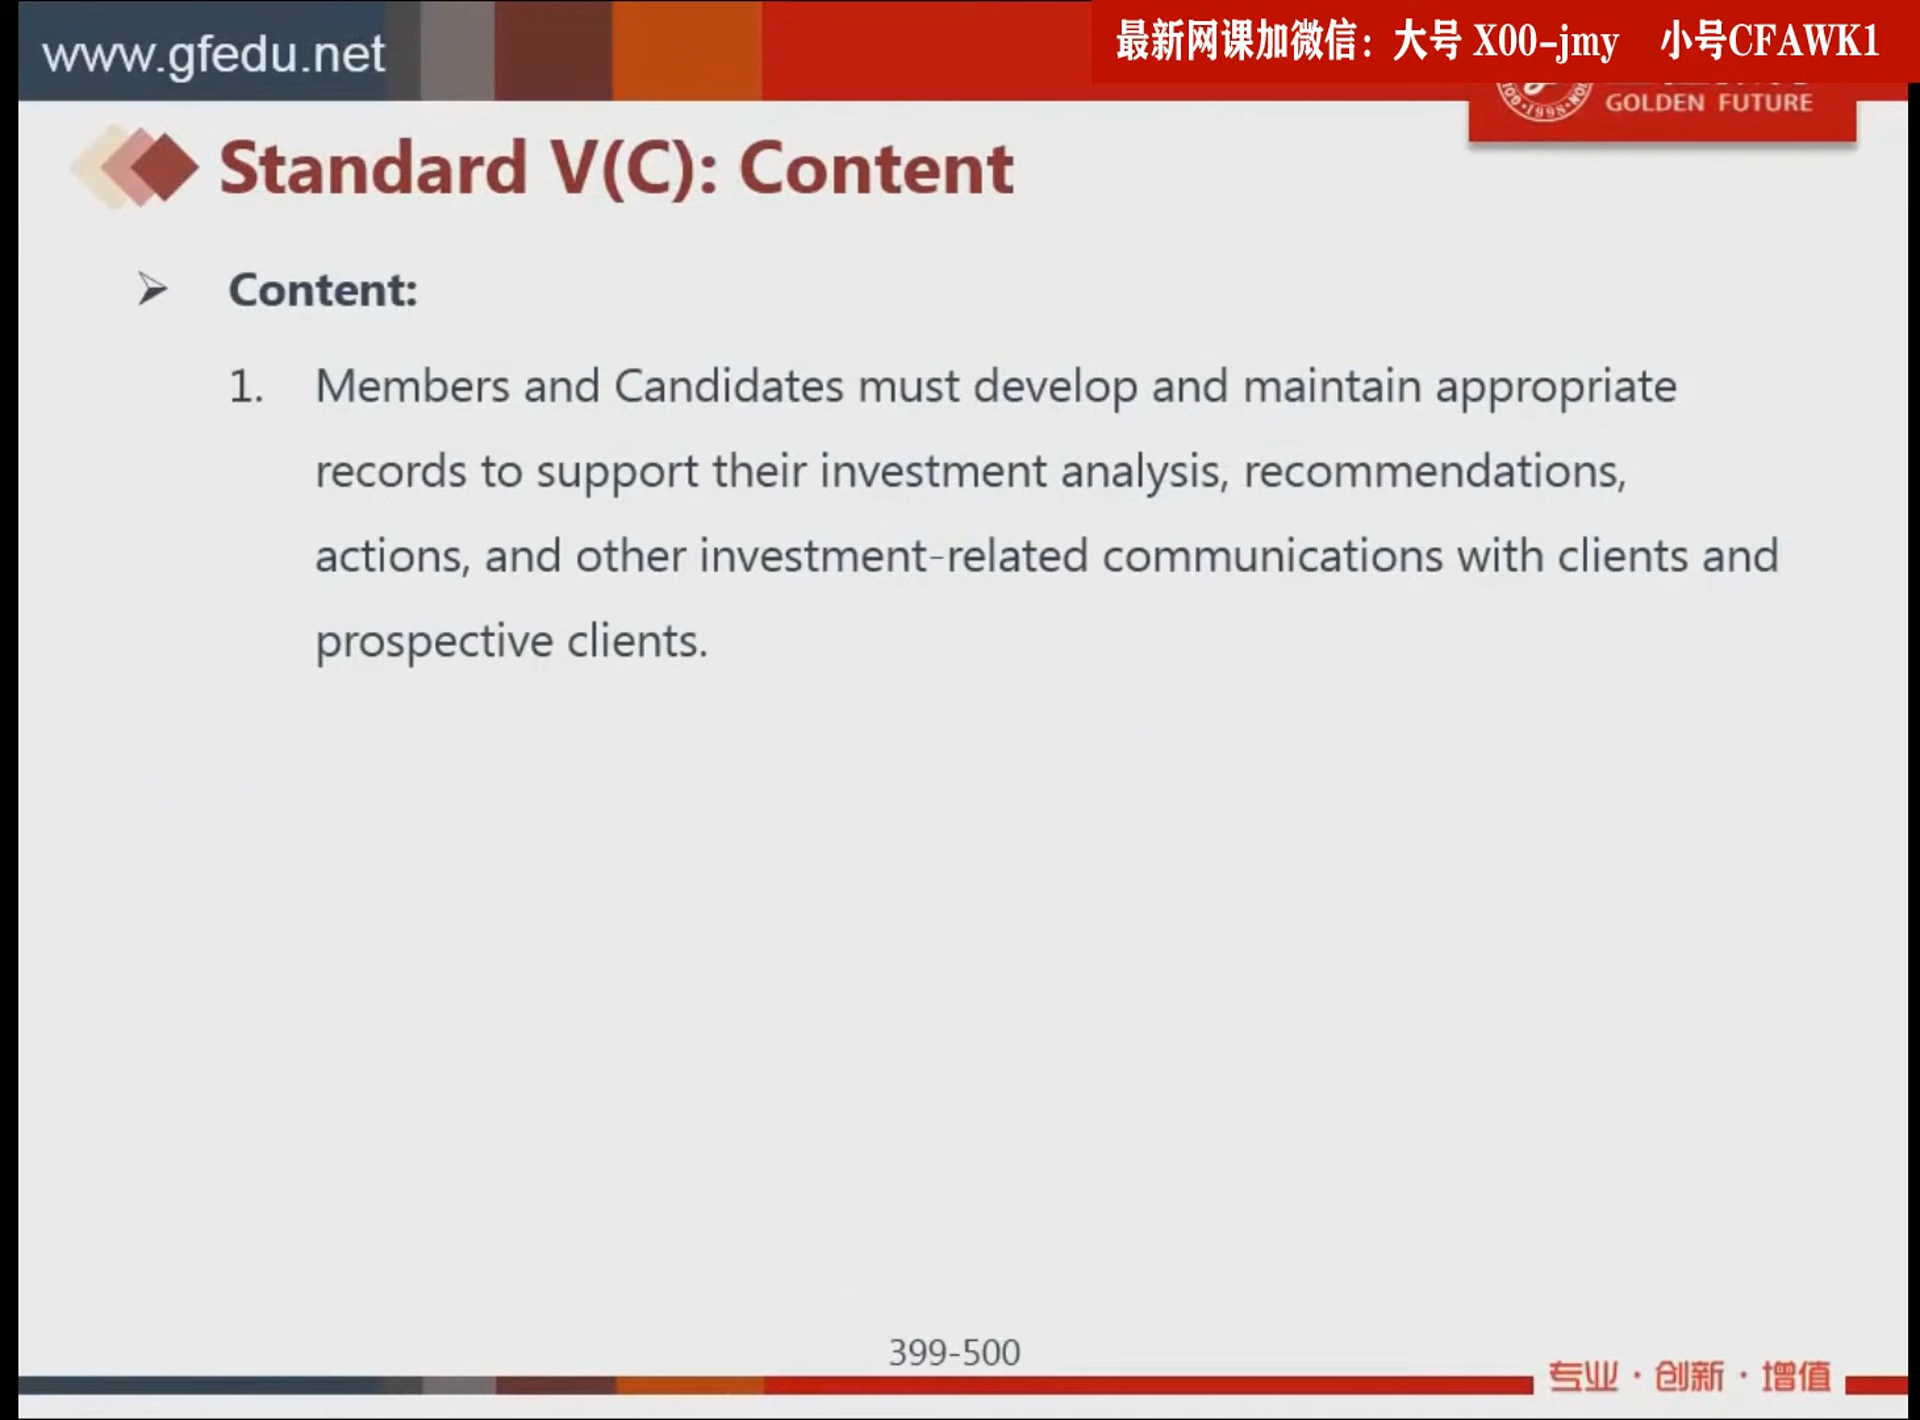 www.gfedu.net
最新网课加微信：大号 X00-jmy 小号CFAWK1
GOLDEN FUTURE
1998
Standard V(C): Content
Content:
1. Members and Candidates must develop and maintain appropriate
records to support their investment analysis, recommendations,
actions, and other investment-related communications with clients and
prospective clients.
399-500
专业·创新·增值